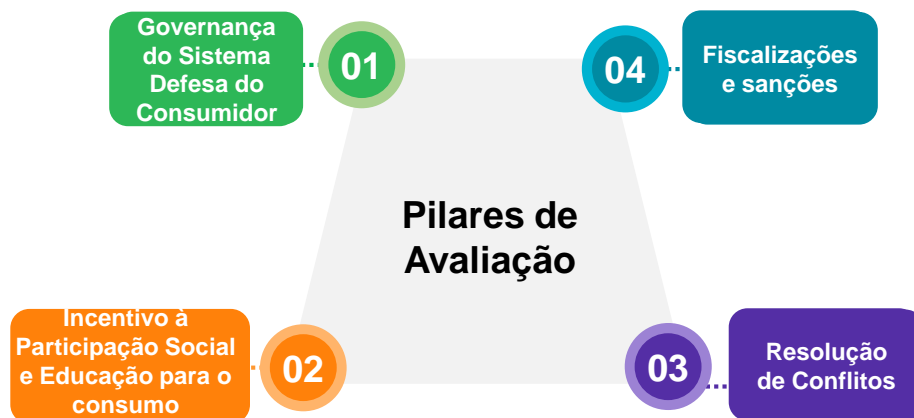 Governança
do Sistema
Defesa do
Consumidor
01
04
Fiscalizações
e sanções
Pilares de
Avaliação
Incentivo à
Participação Social
e Educação para o
consumo
02
03
Resolução
de Conflitos